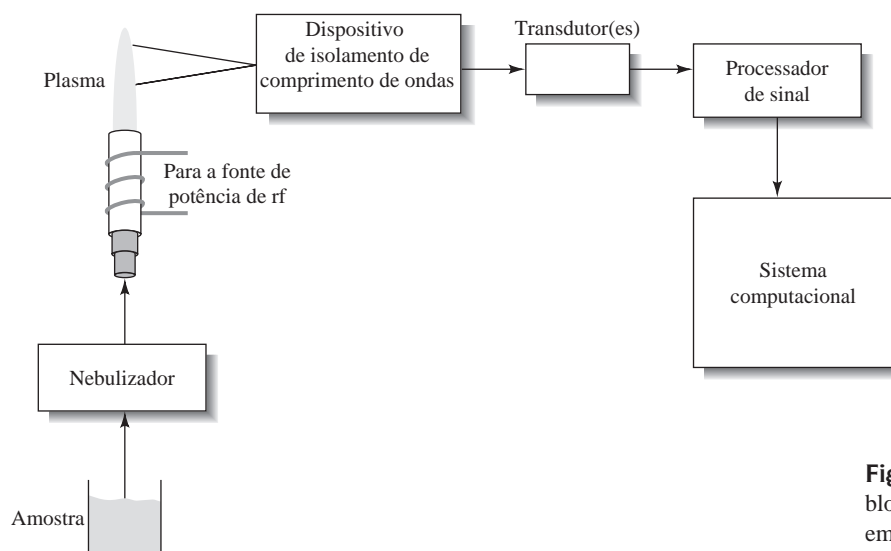 Dispositivo
de isolamento de
comprimento de ondas
Transdutor(es)
Processador
de sinal
Plasma
Para a fonte de
potência de rf
Sistema
computacional
Nebulizador
Amostra
Fig
blo
em